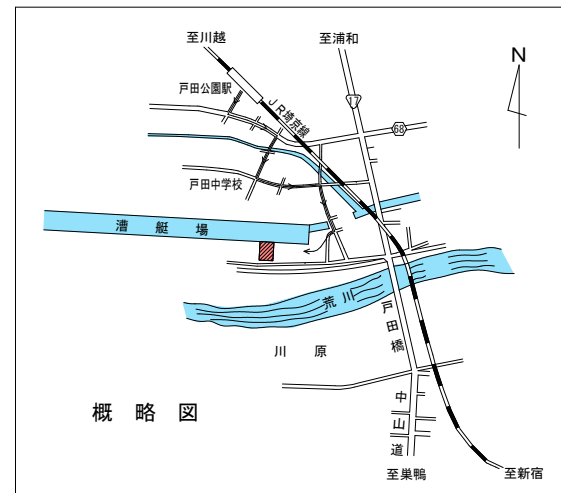 至川越
至浦和
N
戸田公園駅
JR埼京線
17
68
戸田中学校
漕艇場
荒川
戸田橋
川原
概略図
中山道
至巣鴨
至新宿